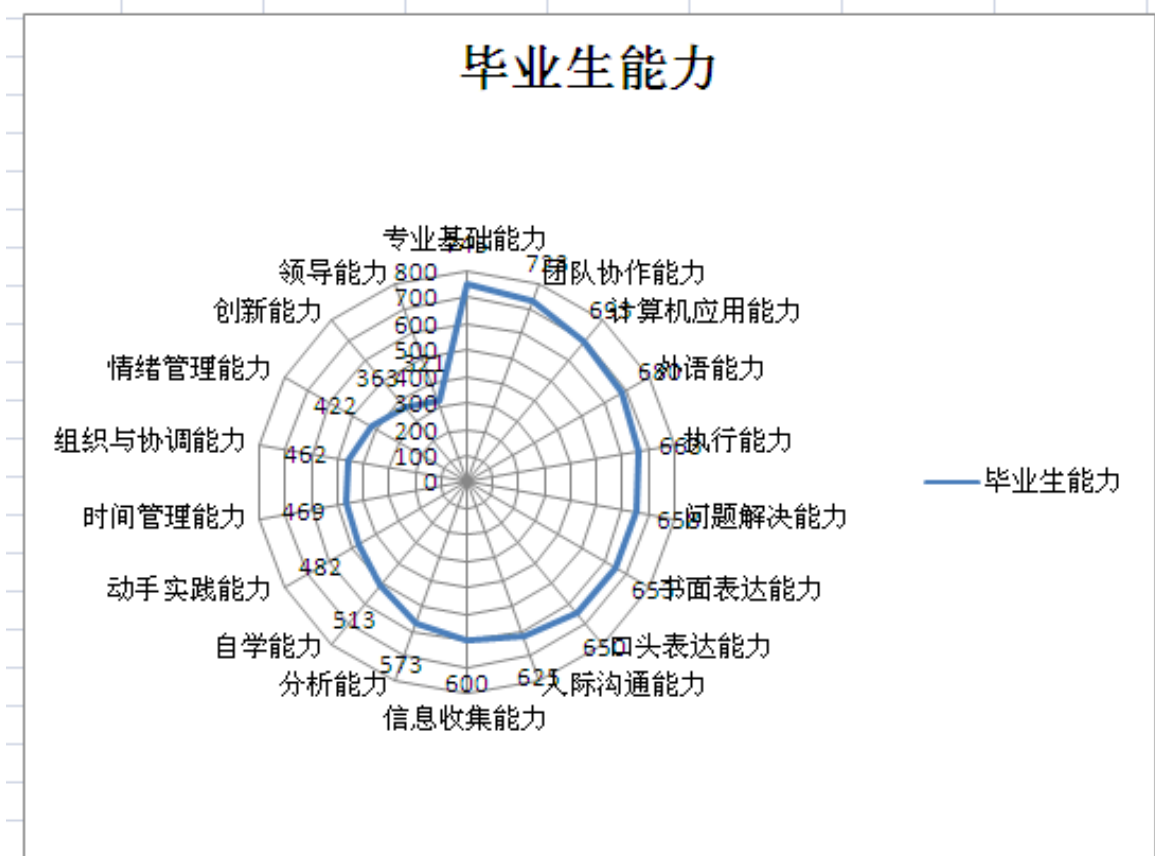 毕业生能力
专业基础能力
团队协作能力
计算机应用能力
外语能力
执行能力
问题解决能力
书面表达能力
口头表达能力
650
人际沟通能力
625
信息收集能力
600
分析能力
573
自学能力
513
动手实践能力
482
时间管理能力
469
组织与协调能力
462
情绪管理能力
422
创新能力
363
领导能力
321
800
700
600
500
400
300
200
100
0
毕业生能力